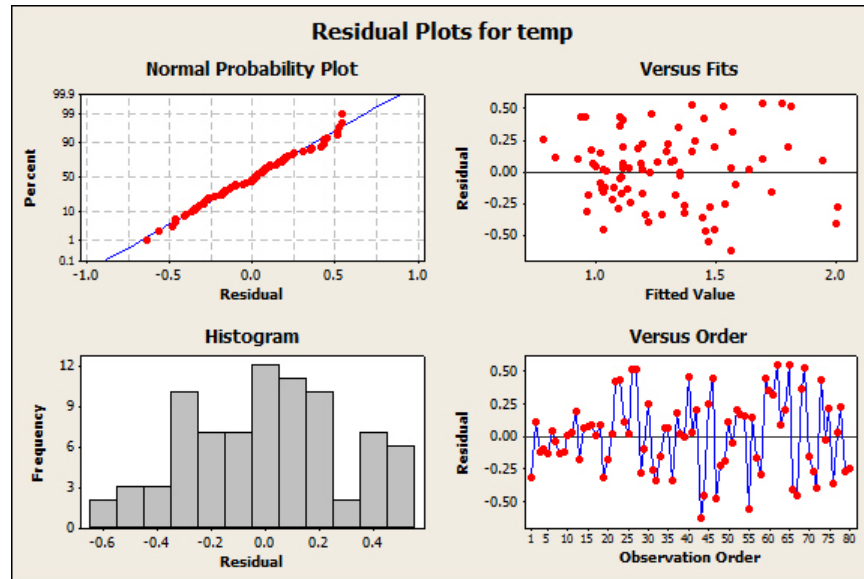 Residual Plots for temp
Normal Probability Plot
Percent
99.9
99
90
50
10
1
0.1
-1.0 -0.5 0.0 0.5 1.0
Residual
Versus Fits
Residual
0.50
0.25
0.00
-0.25
-0.50
1.0 1.5 2.0
Fitted Value
Histogram
Frequency
12
9
6
3
0
-0.6 -0.4 -0.2 0.0 0.2 0.4
Residual
Versus Order
Residual
0.50
0.25
0.00
-0.25
-0.50
1 5 10 15 20 25 30 35 40 45 50 55 60 65 70 75 80
Observation Order